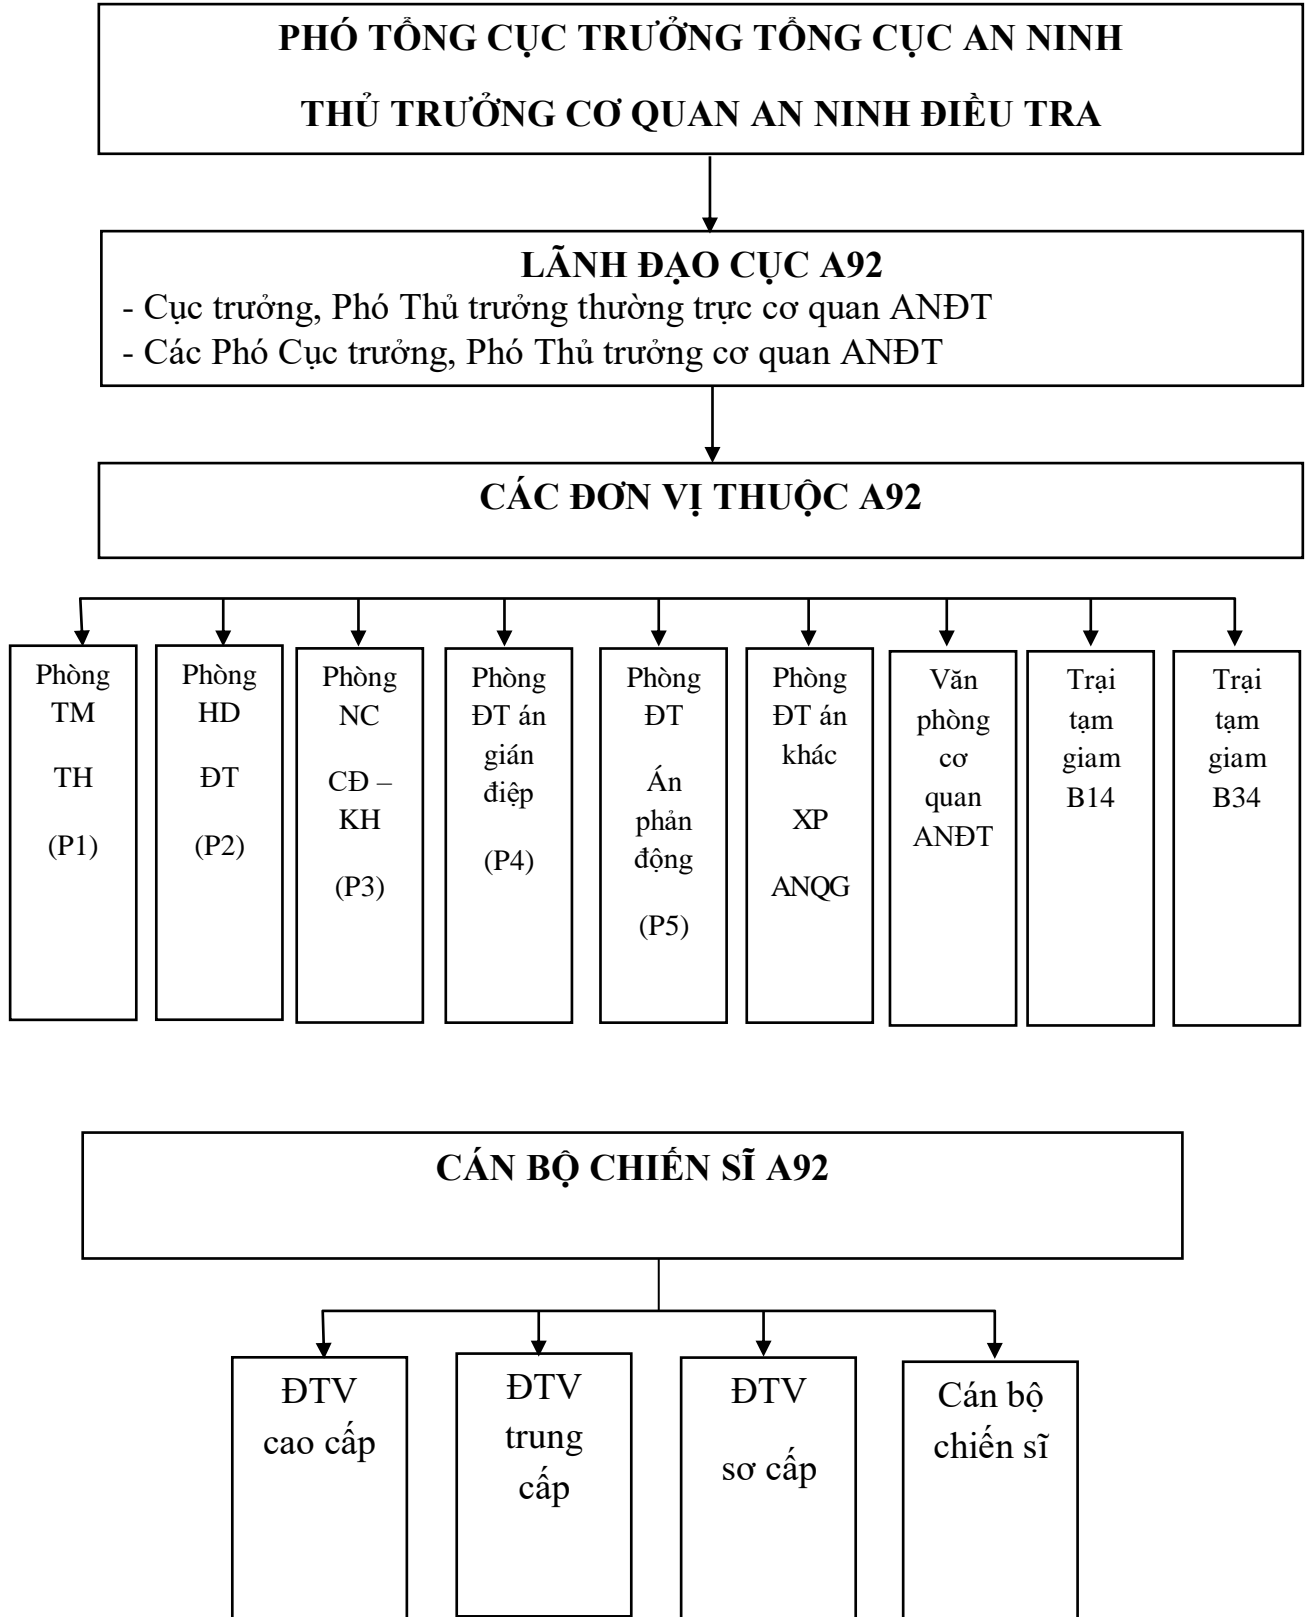 PHÓ TỔNG CỤC TRƯỞNG TỔNG CỤC AN NINH
THỦ TRƯỞNG CƠ QUAN AN NINH ĐIỀU TRA
LÃNH ĐẠO CỤC A92
- Cục trưởng, Phó Thủ trưởng thường trực cơ quan ANĐT
- Các Phó Cục trưởng, Phó Thủ trưởng cơ quan ANĐT
CÁC ĐƠN VỊ THUỘC A92
Phòng
TM
TH
(P1)
Phòng
HD
ĐT
(P2)
Phòng
NC
CĐ –
KH
(P3)
Phòng
ĐT án
gián
điệp
(P4)
Phòng
ĐT
Án
phản
động
(P5)
Phòng
ĐT án
khác
XP
ANQG
Văn
phòng
cơ
quan
ANĐT
Trại
tạm
giam
B14
Trại
tạm
giam
B34
CÁN BỘ CHIẾN SĨ A92
ĐTV
cao cấp
ĐTV
trung
cấp
ĐTV
sơ cấp
Cán bộ
chiến sĩ